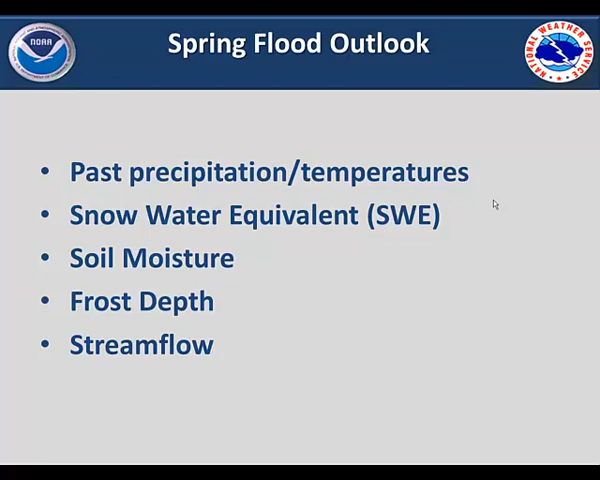 Spring Flood Outlook
NOAA
NATIONAL WEATHER SERVICE
• Past precipitation/temperatures
• Snow Water Equivalent (SWE)
• Soil Moisture
• Frost Depth
• Streamflow